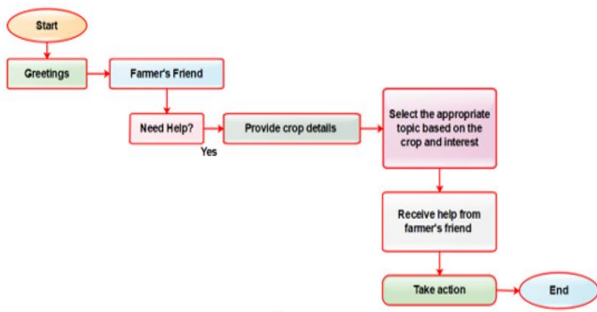 Start
Greetings
Farmer's Friend
Need Help?
Yes
Provide crop details
Select the appropriate
topic based on the
crop and interest
Receive help from
farmer's friend
Take action
End